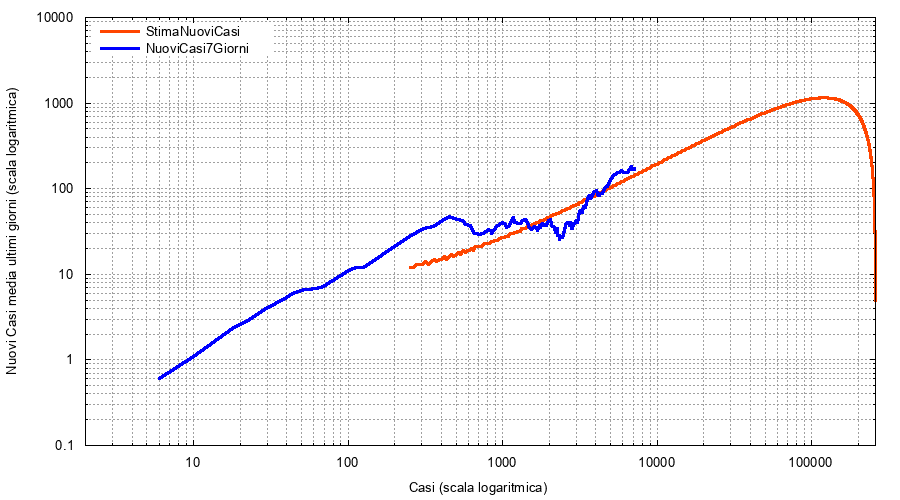 10000
1000
100
10
1
0.1
StimaNuoviCasi
NuoviCasi7Giorni
Nuovi Casi media ultimi giorni (scala logaritmica)
10
100
1000
10000
100000
Casi (scala logaritmica)